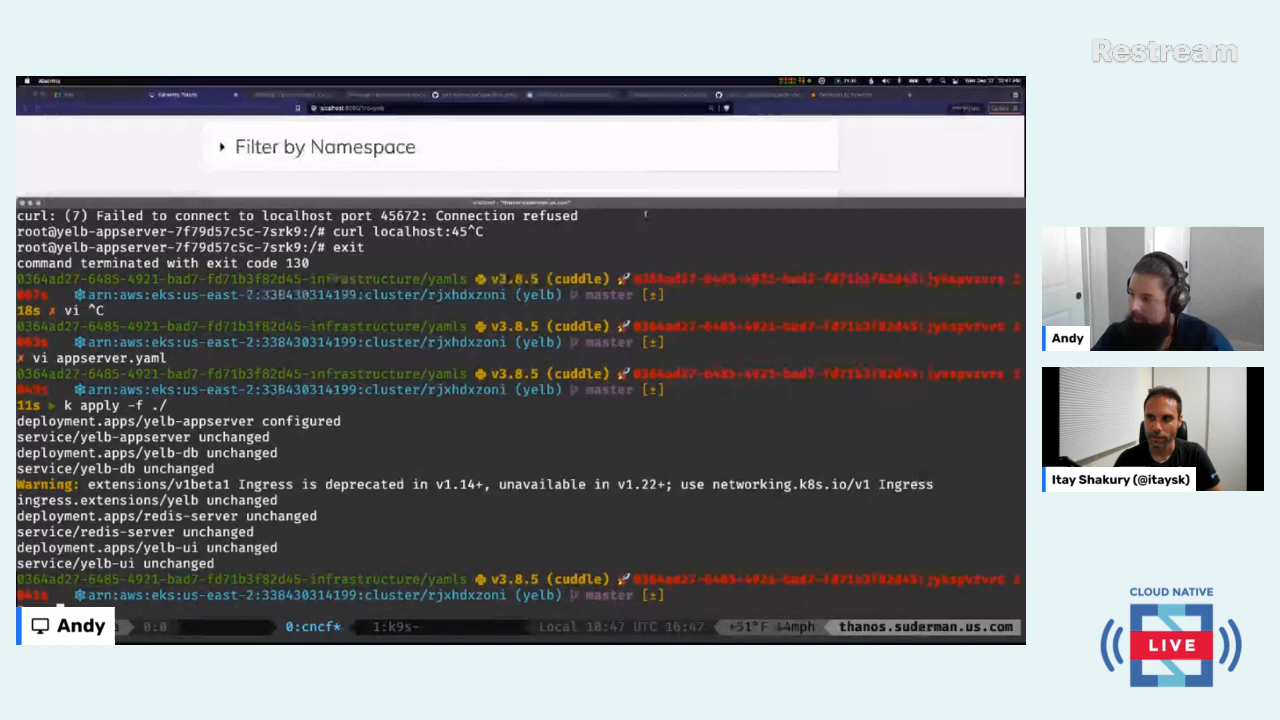 Restream
Filter by Namespace
curl: (7) Failed to connect to localhost port 45672: Connection refused
root@yelb-appserver-7f79d57c5c-7srk9:/# curl localhost:45^C
root@yelb-appserver-7f79d57c5c-7srk9:/# exit
command terminated with exit code 130
0364ad27-6485-4921-bad7-fd71b3f82d45-infrastructure/yamls v3.8.5 (cuddle)
arn:aws:eks:us-east-2:338430314199:cluster/rjxhdxzoni (yelb) master [±]
18s ✗ vi ^C
0364ad27-6485-4921-bad7-fd71b3f82d45-infrastructure/yamls v3.8.5 (cuddle)
arn:aws:eks:us-east-2:338430314199:cluster/rjxhdxzoni (yelb) master [±]
✗ vi appserver.yaml
0364ad27-6485-4921-bad7-fd71b3f82d45-infrastructure/yamls v3.8.5 (cuddle)
arn:aws:eks:us-east-2:338430314199:cluster/rjxhdxzoni (yelb) master [±]
11s ► k apply -f ./
deployment.apps/yelb-appserver configured
service/yelb-appserver unchanged
deployment.apps/yelb-db unchanged
service/yelb-db unchanged
Warning: extensions/v1beta1 Ingress is deprecated in v1.14+, unavailable in v1.22+; use networking.k8s.io/v1 Ingress
ingress.extensions/yelb unchanged
deployment.apps/redis-server unchanged
service/redis-server unchanged
deployment.apps/yelb-ui unchanged
service/yelb-ui unchanged
0364ad27-6485-4921-bad7-fd71b3f82d45-infrastructure/yamls v3.8.5 (cuddle)
arn:aws:eks:us-east-2:338430314199:cluster/rjxhdxzoni (yelb) master [±]
Andy 0:0 0:cncf* 1:k9s- Local 10:47 UTC 16:47 +51°F 14mph thanos.suderman.us.com
Andy
Itay Shakury (@itaysk)
CLOUD NATIVE
LIVE